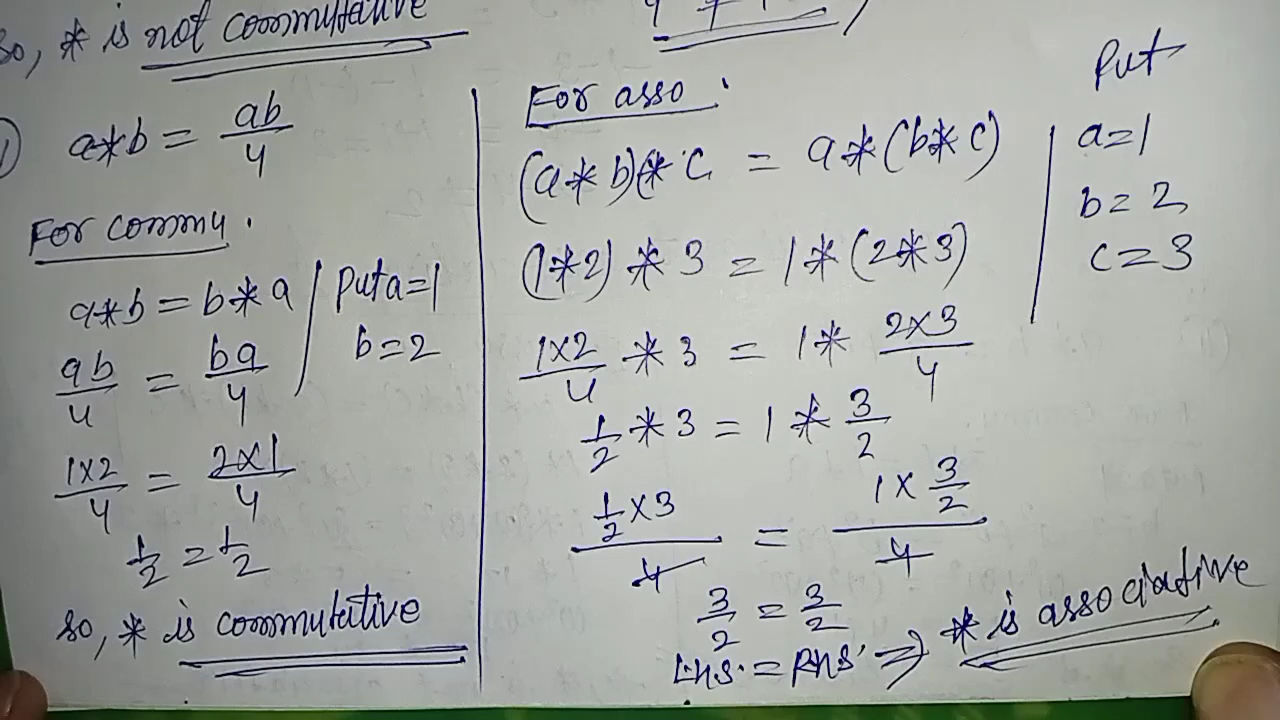 so, * is not commutative
a*b = ab/4
For commu.
a*b = b*a
Put a=1
b=2
ab/4 = ba/4
1×2/4 = 2×1/4
1/2 = 1/2
so, * is commutative
For asso.
(a*b)*c = a*(b*c)
Put
a=1
b=2
c=3
(1*2)*3 = 1*(2*3)
1×2/4 * 3 = 1* 2×3/4
1/2 * 3 = 1 * 3/2
1/2 ×3/4 = 1× 3/2/4
3/2 = 3/2
L.h.s. = R.h.s ⇒ * is associative